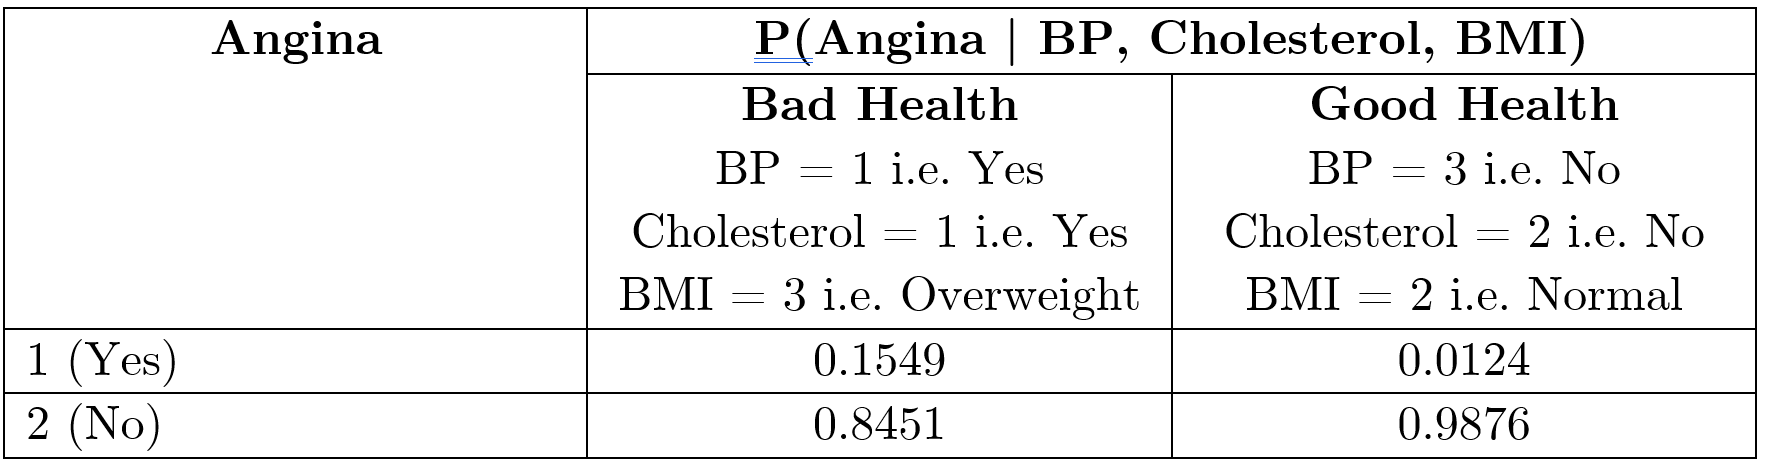 Angina P(Angina | BP, Cholesterol, BMI)
Bad Health Good Health
BP = 1 i.e. Yes BP = 3 i.e. No
Cholesterol = 1 i.e. Yes Cholesterol = 2 i.e. No
BMI = 3 i.e. Overweight BMI = 2 i.e. Normal
1 (Yes) 0.1549 0.0124
2 (No) 0.8451 0.9876